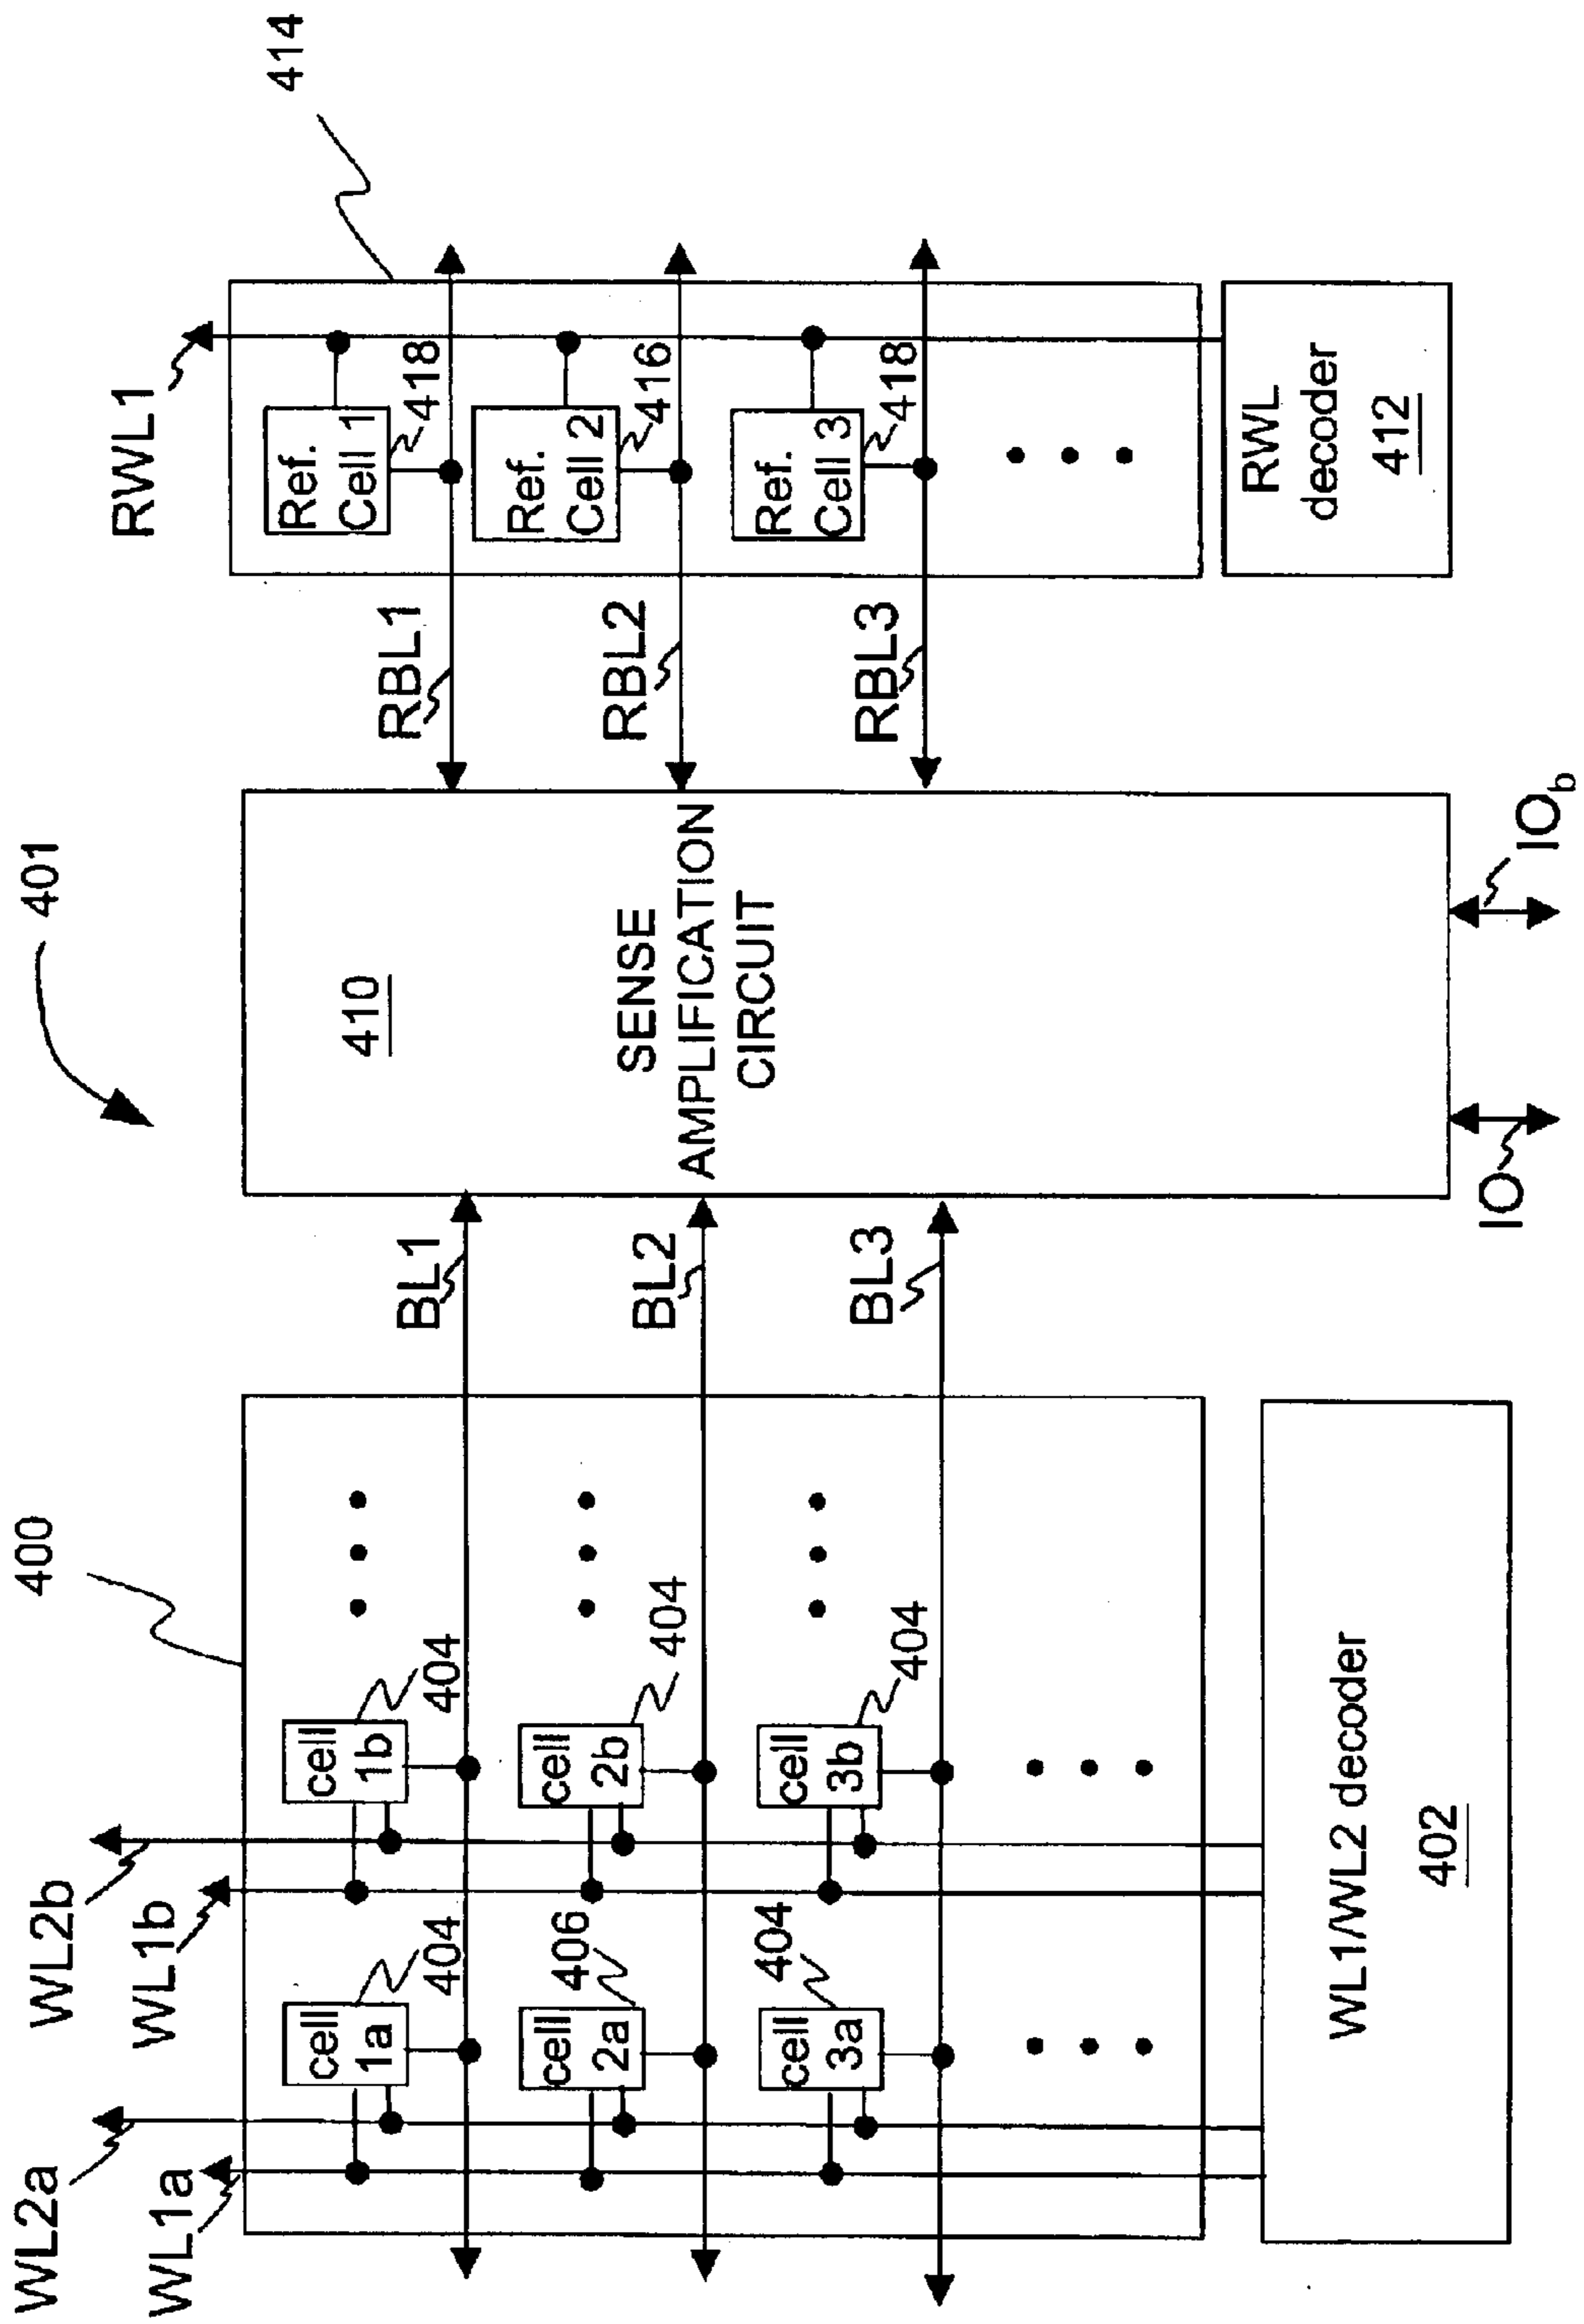 401
400
414
WL2a
WL1a
WL2b
WL1b
RWL1
cell
1a
404
cell
1b
404
BL1
410
RBL1
Ref.
Cell 1
418
cell
2a
406
cell
2b
404
BL2
SENSE
AMPLIFICATION
CIRCUIT
RBL2
Ref.
Cell 2
416
cell
3a
404
cell
3b
404
BL3
RBL3
Ref.
Cell 3
418
WL1/WL2 decoder
402
RWL
decoder
412
IO
IOb